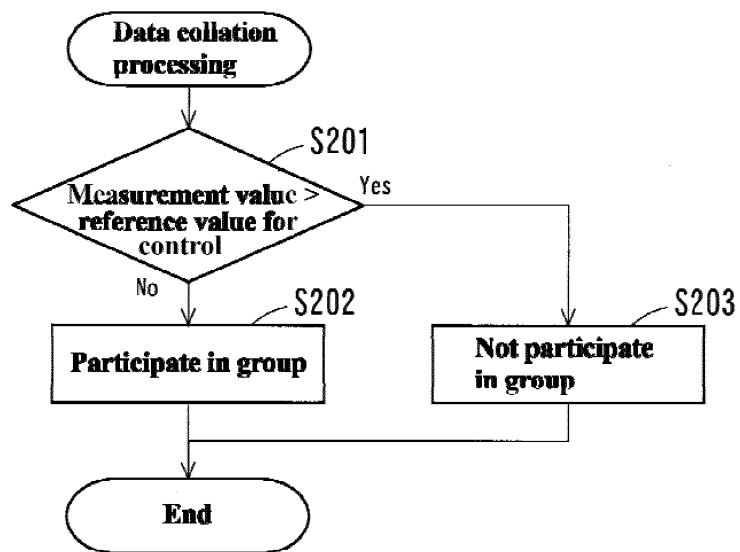 Data collation
processing
S201
Measurement value >
reference value for
control
Yes
No
S202
Participate in group
S203
Not participate
in group
End